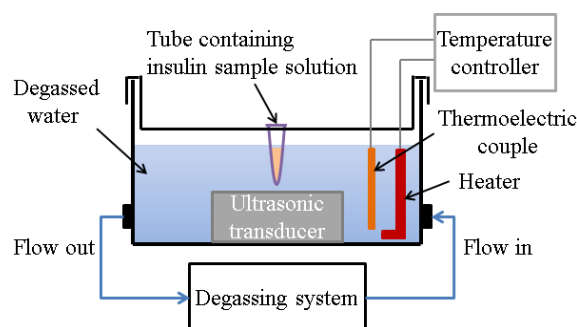 Tube containing
insulin sample solution
Temperature
controller
Degassed
water
Thermoelectric
couple
Heater
Ultrasonic
transducer
Flow out
Flow in
Degassing system